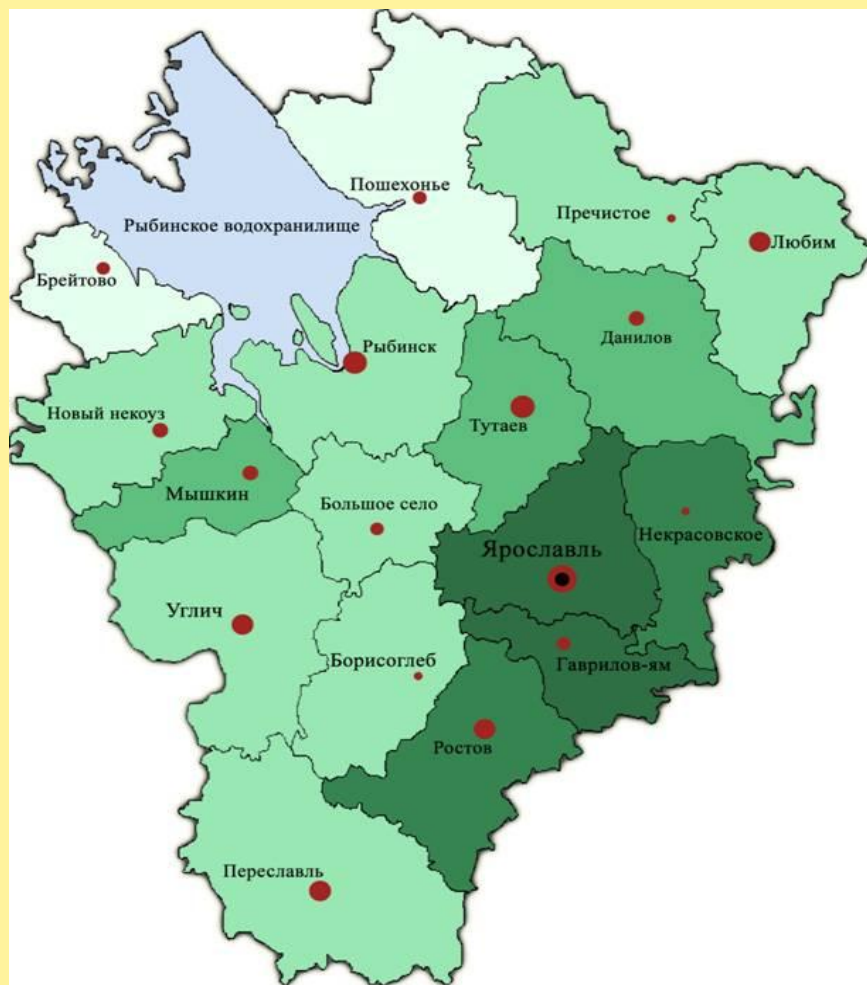 Пошехонье
Пречистое
Рыбинское водохранилище
Любим
Брейтово
Данилов
Рыбинск
Новый некоуз
Тутаев
Мышкин
Большое село
Некрасовское
Ярославль
Углич
Борисоглеб
Гаврилов-ям
Ростов
Переславль